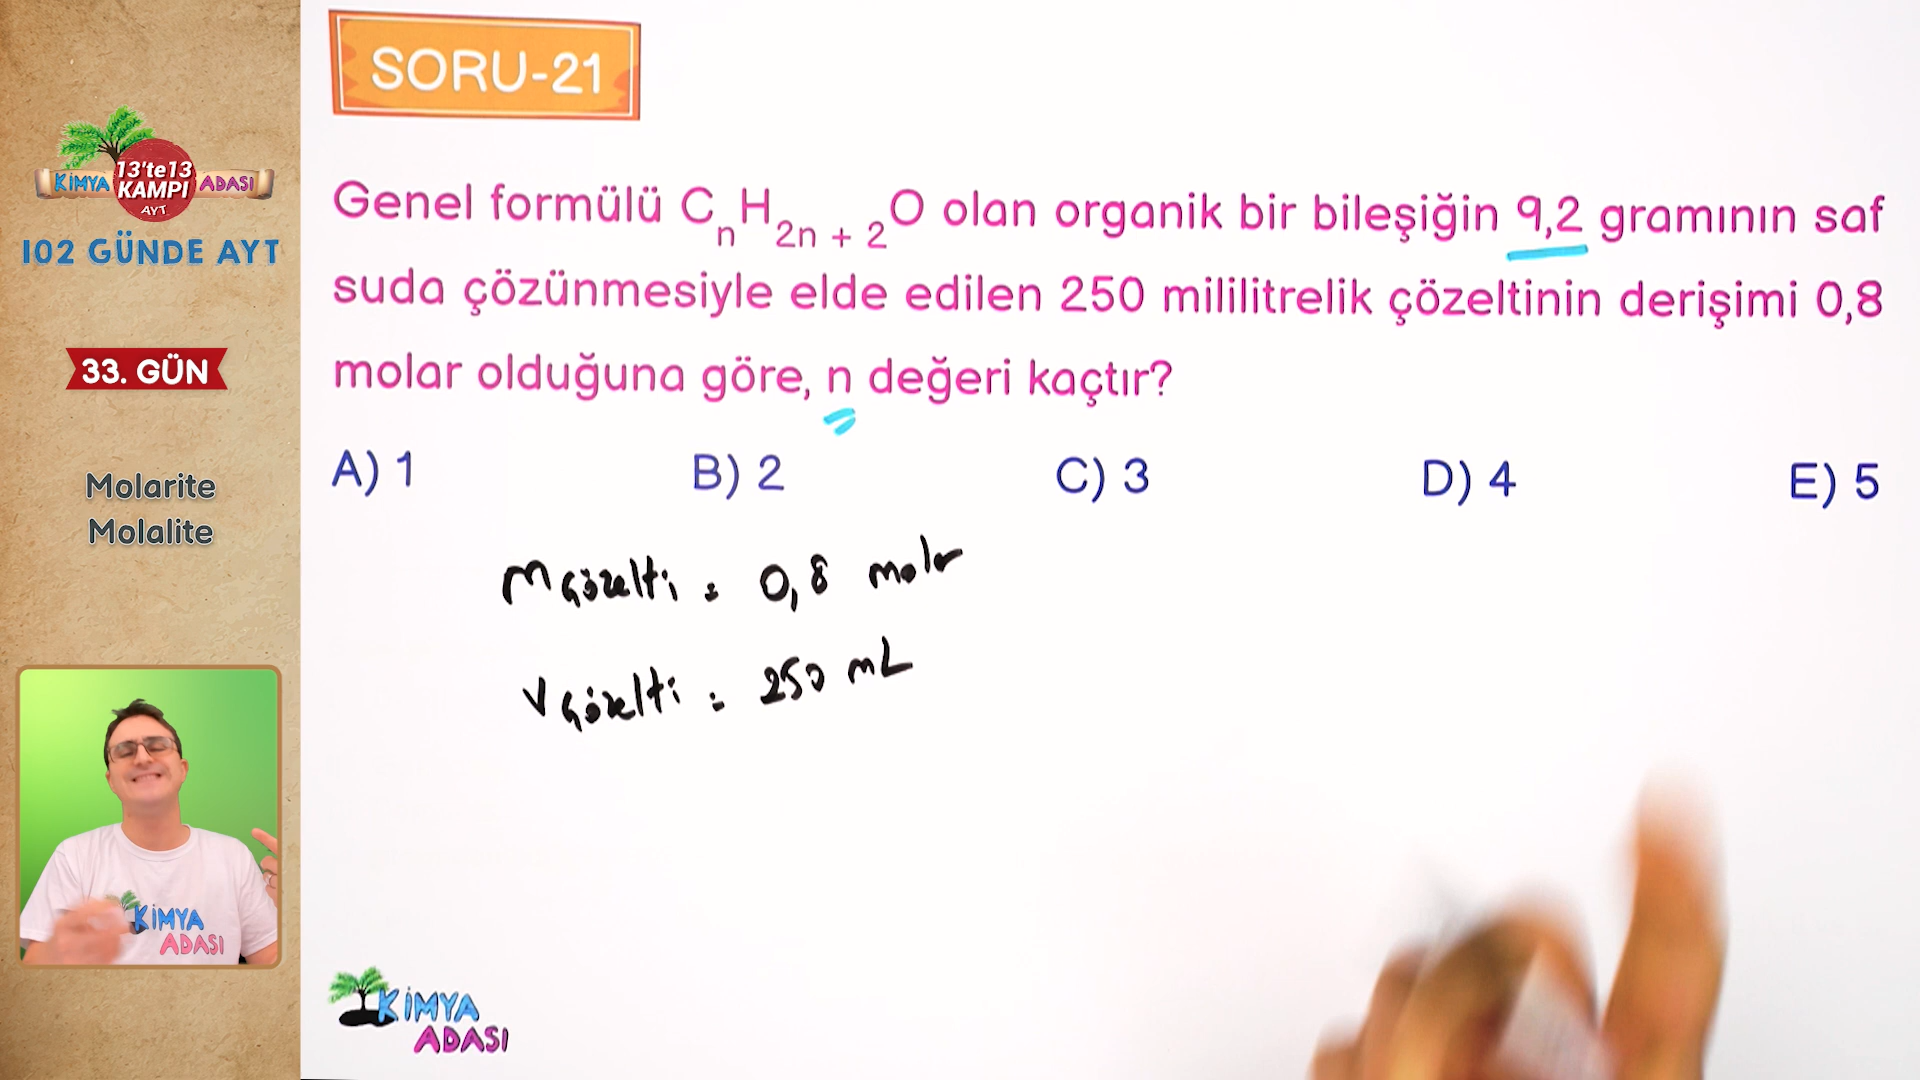 SORU-21
13'te13
KİMYA KAMPI ADASI
AYT
102 GÜNDE AYT
33. GÜN
Molarite
Molalite
Genel formülü CnH2n + 2O olan organik bir bileşiğin 9,2 gramının saf
suda çözünmesiyle elde edilen 250 mililitrelik çözeltinin derişimi 0,8
molar olduğuna göre, n değeri kaçtır?
A) 1 B) 2 C) 3 D) 4 E) 5
Mçözelti = 0,8 molar
Vçözelti = 250 mL
KİMYA
ADASI
KİMYA
ADASI